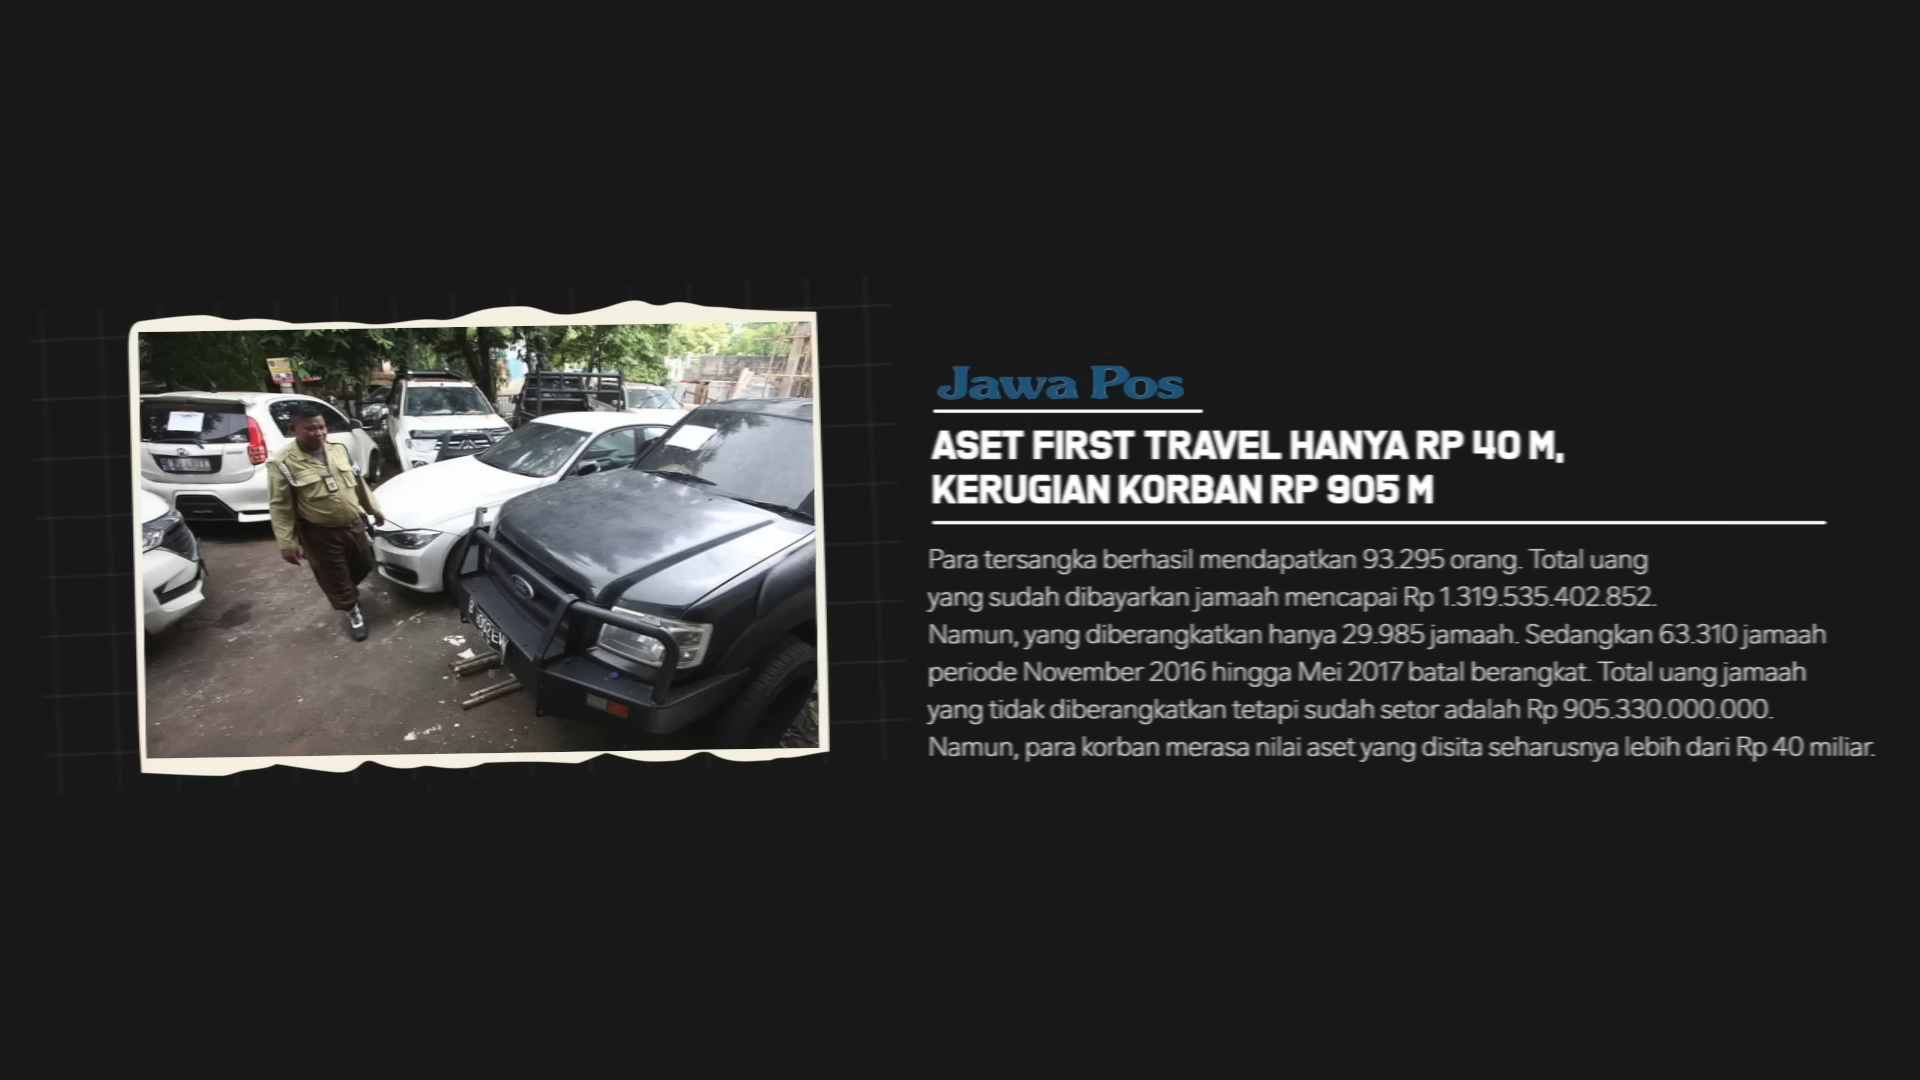 Jawa Pos
ASET FIRST TRAVEL HANYA RP 40 M,
KERUGIAN KORBAN RP 905 M
Para tersangka berhasil mendapatkan 93.295 orang. Total uang
yang sudah dibayarkan jamaah mencapai Rp 1.319.535.402.852.
Namun, yang diberangkatkan hanya 29.985 jamaah. Sedangkan 63.310 jamaah
periode November 2016 hingga Mei 2017 batal berangkat. Total uang jamaah
yang tidak diberangkatkan tetapi sudah setor adalah Rp 905.330.000.000.
Namun, para korban merasa nilai aset yang disita seharusnya lebih dari Rp 40 miliar.